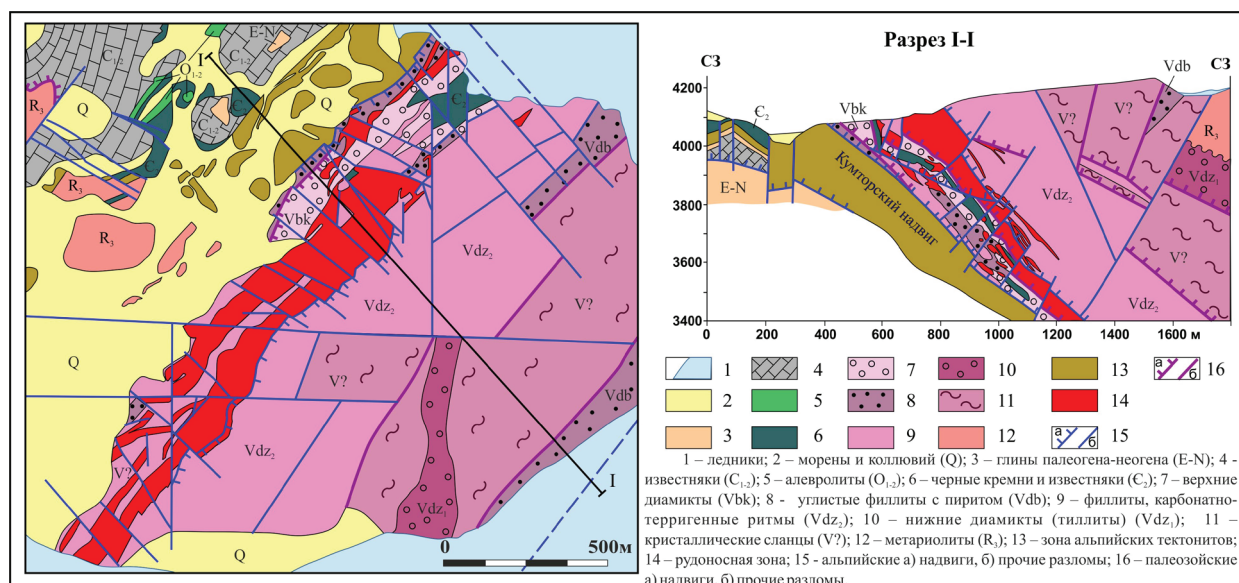 I
E-N
C₁₋₂
C₁₋₂
O₁₋₂
R₃
Q
Є₂
C₁₋₂
Є₂
Q
Є₂
R₃
Vdb
R₃
Vbk
Vdz₂
V?
Q
V?
Vdb
Vdz₂
V?
I
Vdz₁
Q
0 500м
Разрез I-I
СЗ СЗ
4200
4000
3800
3600
3400
Є₂
Vbk
V?
Vdb
V?
R₃
E-N
Кумторский надвиг
Vdz₂
Vdz₁
V?
Vdz₂
0 200 400 600 800 1000 1200 1400 1600 м
1 4 7 10 13 а б 16
2 5 8 11 14
3 6 9 12 а б 15
1 – ледники; 2 – морены и коллювий (Q); 3 – глины палеогена-неогена (E-N); 4 -
известняки (C₁₋₂); 5 – алевролиты (O₁₋₂); 6 – черные кремни и известняки (Є₂); 7 – верхние
диамикты (Vbk); 8 - углистые филлиты с пиритом (Vdb); 9 – филлиты, карбонатно-
терригенные ритмы (Vdz₂); 10 – нижние диамикты (тиллиты) (Vdz₁); 11 –
кристаллические сланцы (V?); 12 – метариолиты (R₃); 13 – зона альпийских тектонитов;
14 – рудоносная зона; 15 - альпийские а) надвиги, б) прочие разломы; 16 – палеозойские
а) надвиги, б) прочие разломы